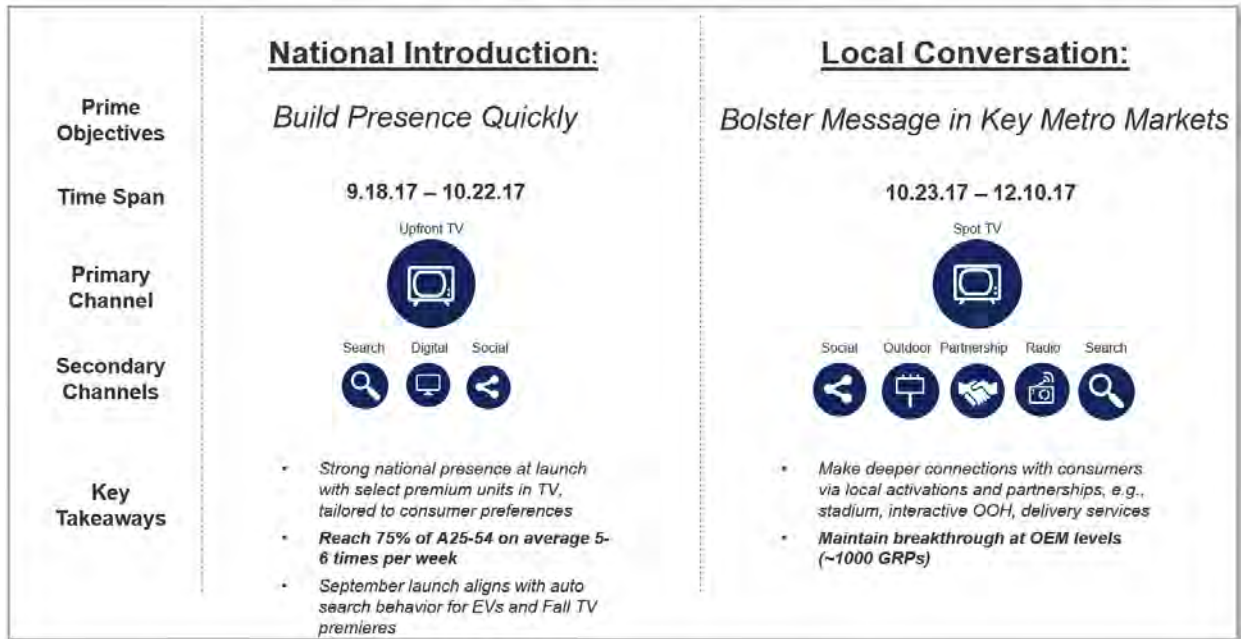 National Introduction:
Local Conversation:
Prime
Objectives
Build Presence Quickly
Bolster Message in Key Metro Markets
Time Span
9.18.17 – 10.22.17
10.23.17 – 12.10.17
Primary
Channel
Upfront TV
Spot TV
Secondary
Channels
Search Digital Social
Social Outdoor Partnership Radio Search
Key
Takeaways
• Strong national presence at launch
with select premium units in TV,
tailored to consumer preferences
• Reach 75% of A25-54 on average 5-
6 times per week
• September launch aligns with auto
search behavior for EVs and Fall TV
premieres
• Make deeper connections with consumers
via local activations and partnerships, e.g.,
stadium, interactive OOH, delivery services
• Maintain breakthrough at OEM levels
(~1000 GRPs)